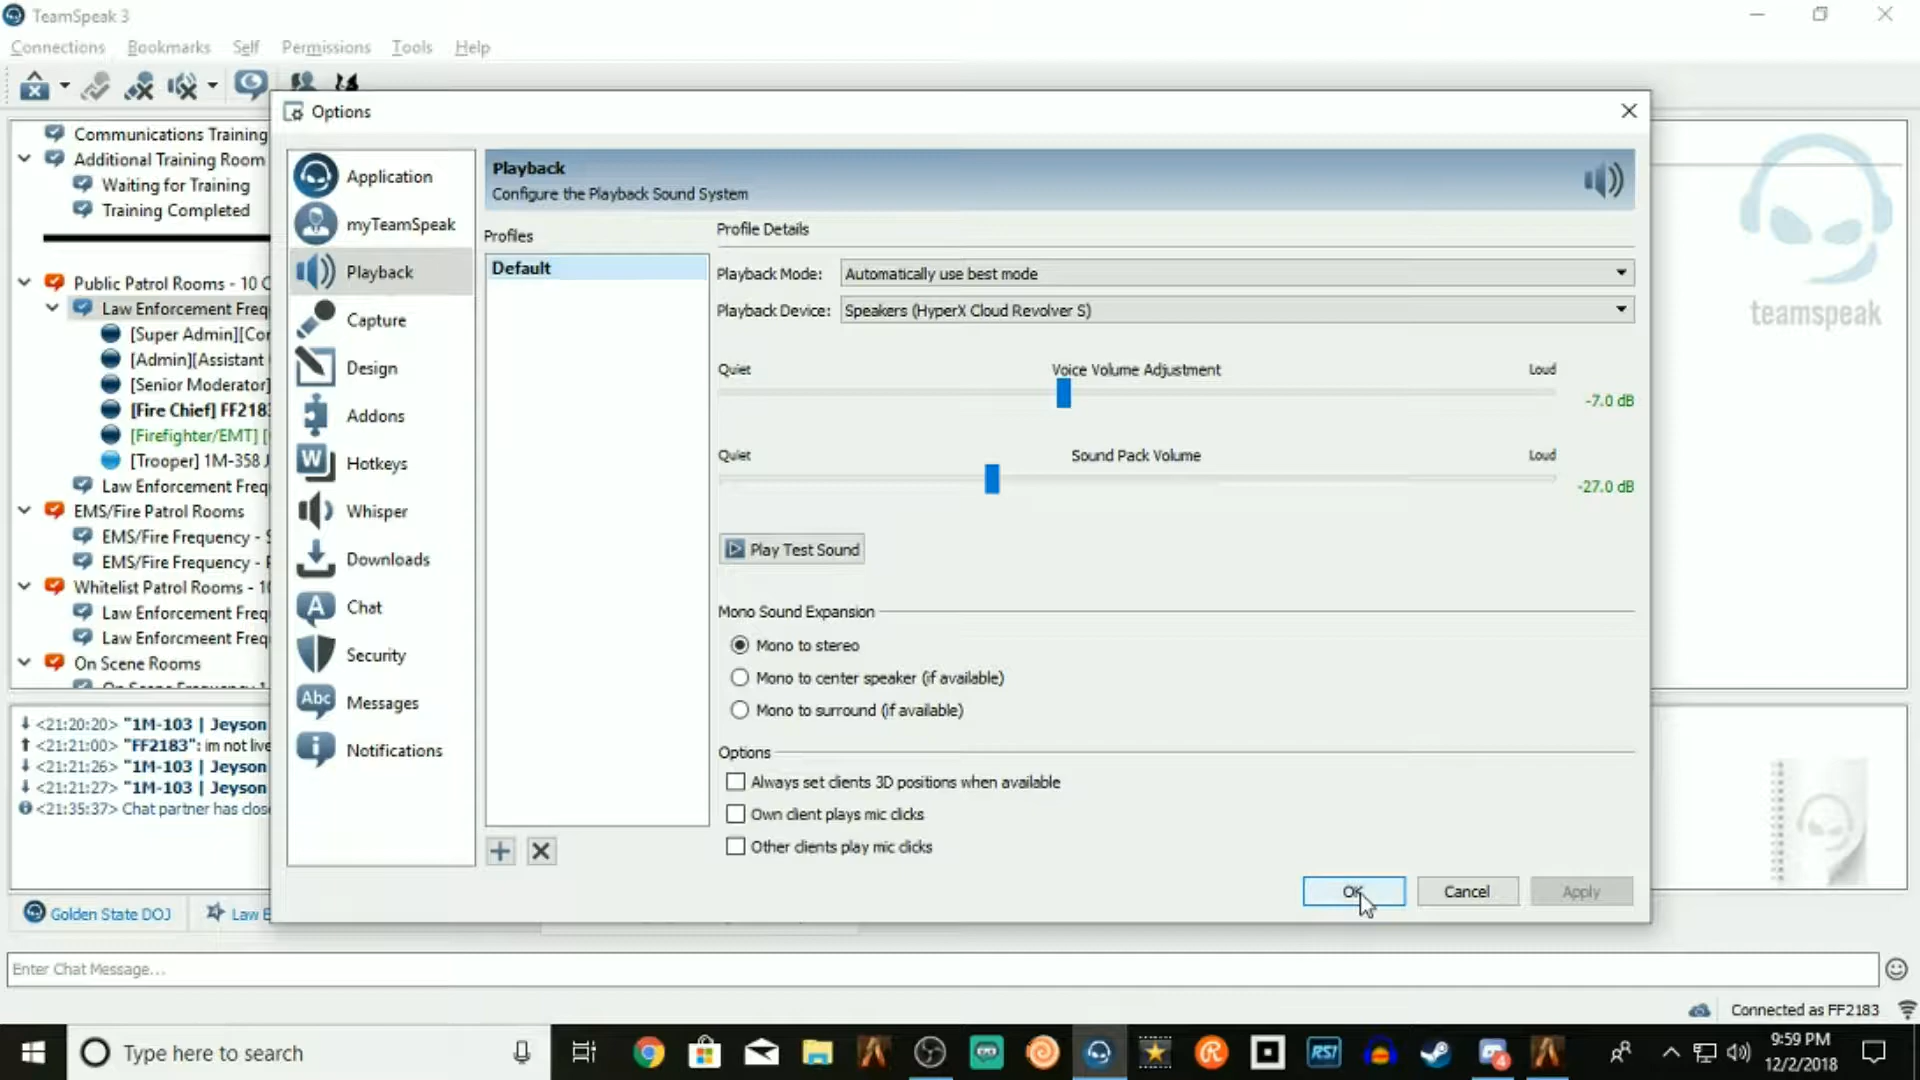 TeamSpeak 3
Connections Bookmarks Self Permissions Tools Help
Communications Training
Additional Training Room
Waiting for Training
Training Completed
Public Patrol Rooms - 10 C
Law Enforcement Freq
[Super Admin][Cor
[Admin][Assistant
[Senior Moderator]
[Fire Chief] FF2183
[Firefighter/EMT] [
[Trooper] 1M-358 J
Law Enforcement Freq
EMS/Fire Patrol Rooms
EMS/Fire Frequency - S
EMS/Fire Frequency - F
Whitelist Patrol Rooms - 10
Law Enforcement Freq
Law Enforcmeent Freq
On Scene Rooms
On Scene Frequency 1
<21:20:20> "1M-103 | Jeyson
<21:21:00> "FF2183": im not live
<21:21:26> "1M-103 | Jeyson
<21:21:27> "1M-103 | Jeyson
<21:35:37> Chat partner has clos
Golden State DOJ
Law E
Enter Chat Message...
Options
Application
myTeamSpeak
Playback
Capture
Design
Addons
Hotkeys
Whisper
Downloads
Chat
Security
Messages
Notifications
Playback
Configure the Playback Sound System
Profiles
Default
Profile Details
Playback Mode: Automatically use best mode
Playback Device: Speakers (HyperX Cloud Revolver S)
Quiet Voice Volume Adjustment Loud
-7.0 dB
Quiet Sound Pack Volume Loud
-27.0 dB
Play Test Sound
Mono Sound Expansion
Mono to stereo
Mono to center speaker (if available)
Mono to surround (if available)
Options
Always set clients 3D positions when available
Own client plays mic clicks
Other clients play mic clicks
OK Cancel Apply
teamspeak
Connected as FF2183
Type here to search
RSI
4
9:59 PM
12/2/2018